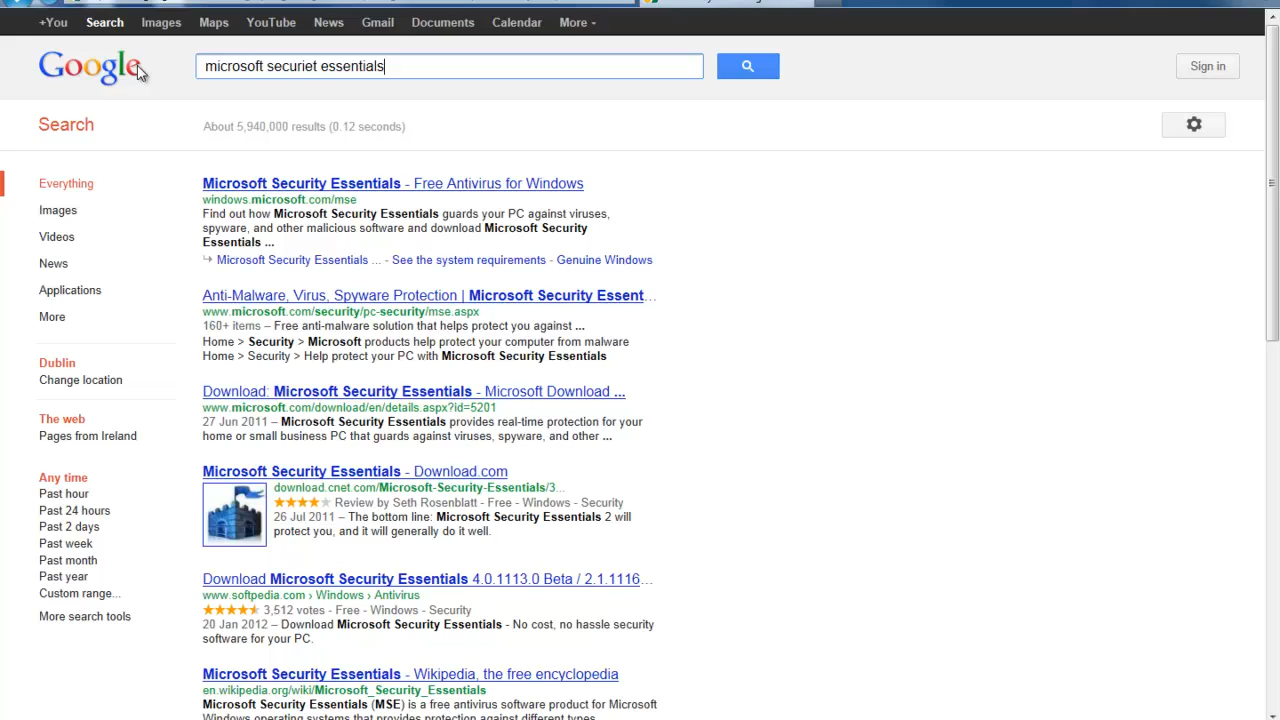 +You Search Images Maps YouTube News Gmail Documents Calendar More
Google
microsoft securiet essentials
Sign in
Search
About 5,940,000 results (0.12 seconds)
Everything
Images
Videos
News
Applications
More
Dublin
Change location
The web
Pages from Ireland
Any time
Past hour
Past 24 hours
Past 2 days
Past week
Past month
Past year
Custom range...
More search tools
Microsoft Security Essentials - Free Antivirus for Windows
windows.microsoft.com/mse
Find out how Microsoft Security Essentials guards your PC against viruses,
spyware, and other malicious software and download Microsoft Security
Essentials ...
Microsoft Security Essentials ... - See the system requirements - Genuine Windows
Anti-Malware, Virus, Spyware Protection | Microsoft Security Essent...
www.microsoft.com/security/pc-security/mse.aspx
160+ items – Free anti-malware solution that helps protect you against ...
Home > Security > Microsoft products help protect your computer from malware
Home > Security > Help protect your PC with Microsoft Security Essentials
Download: Microsoft Security Essentials - Microsoft Download ...
www.microsoft.com/download/en/details.aspx?id=5201
27 Jun 2011 – Microsoft Security Essentials provides real-time protection for your
home or small business PC that guards against viruses, spyware, and other ...
Microsoft Security Essentials - Download.com
download.cnet.com/Microsoft-Security-Essentials/3...
Review by Seth Rosenblatt - Free - Windows - Security
26 Jul 2011 – The bottom line: Microsoft Security Essentials 2 will
protect you, and it will generally do it well.
Download Microsoft Security Essentials 4.0.1113.0 Beta / 2.1.1116...
www.softpedia.com › Windows › Antivirus
3,512 votes - Free - Windows - Security
20 Jan 2012 – Download Microsoft Security Essentials - No cost, no hassle security
software for your PC.
Microsoft Security Essentials - Wikipedia, the free encyclopedia
en.wikipedia.org/wiki/Microsoft_Security_Essentials
Microsoft Security Essentials (MSE) is a free antivirus software product for Microsoft
Windows operating systems that provides protection against different types